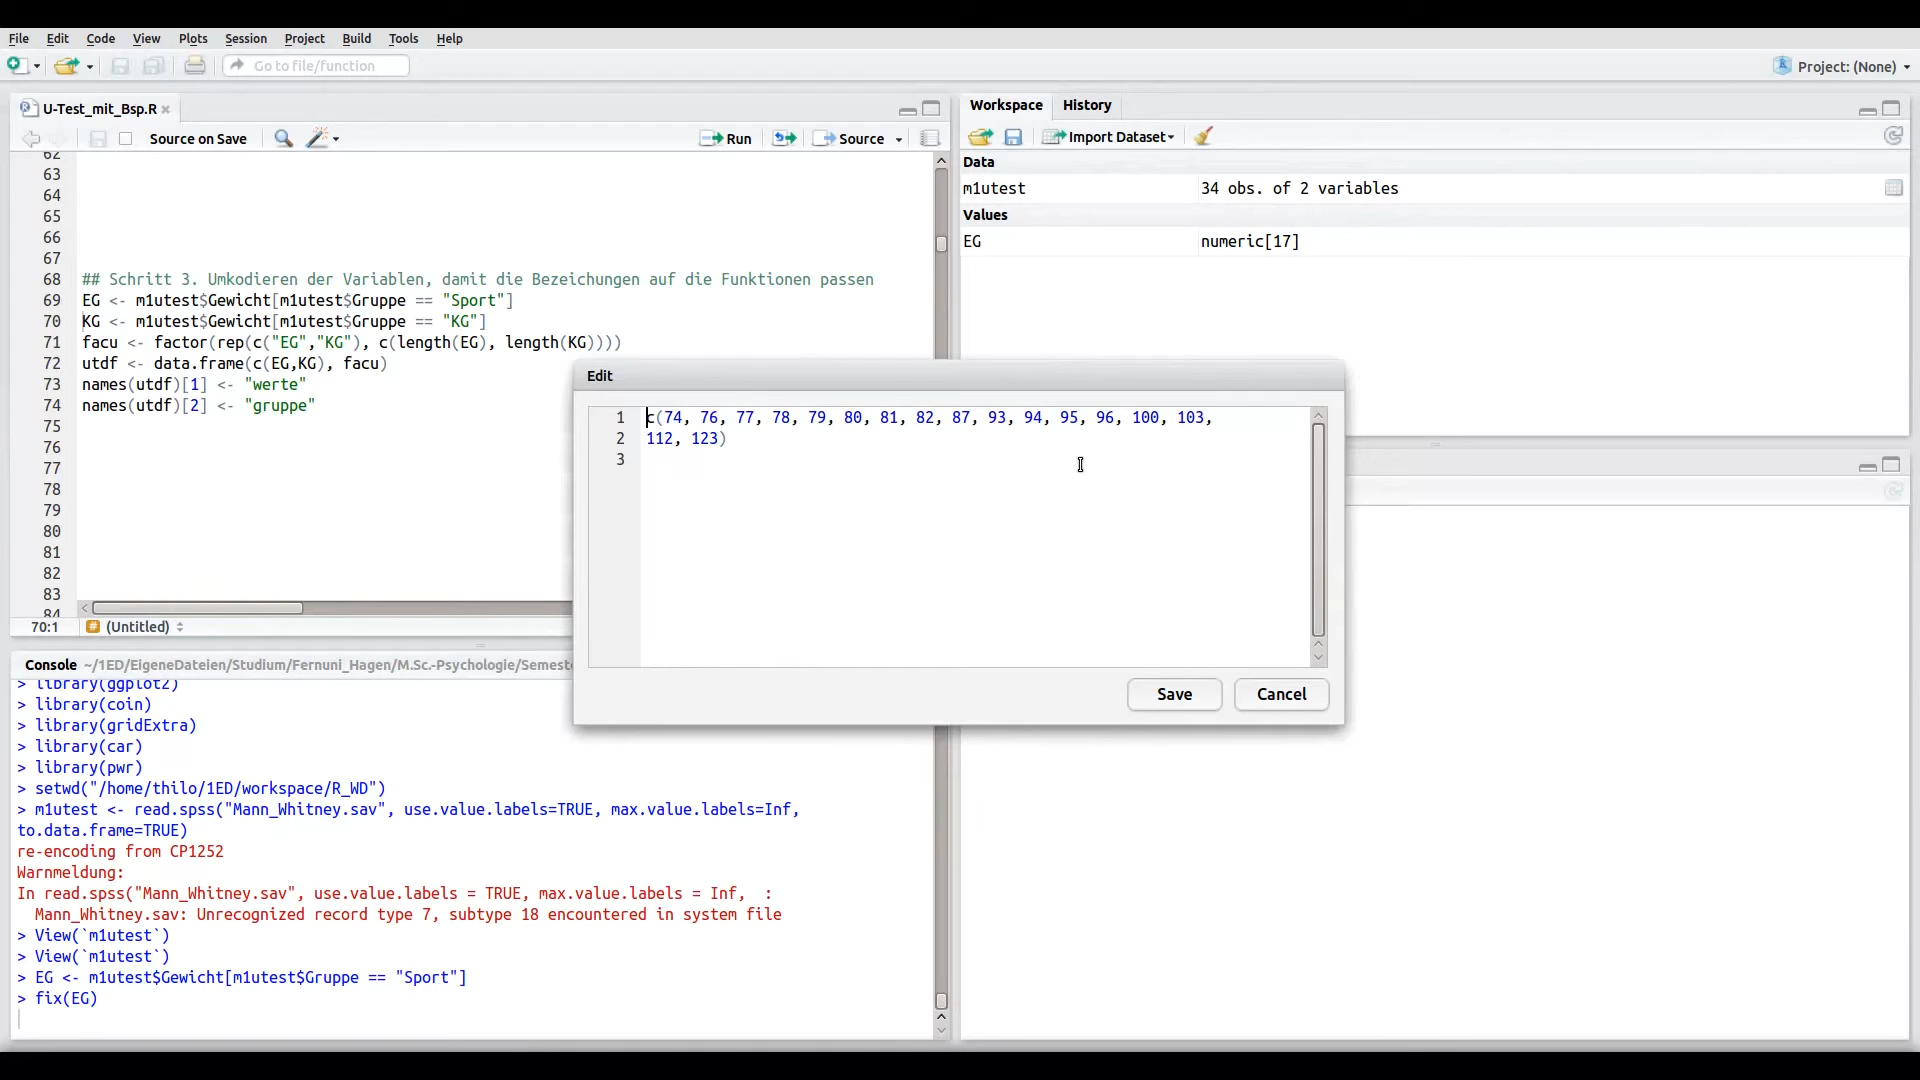 File Edit Code View Plots Session Project Build Tools Help
Go to file/function
Project: (None)
U-Test_mit_Bsp.R
Source on Save
Run
Source
62
63
64
65
66
67
68 ## Schritt 3. Umkodieren der Variablen, damit die Bezeichungen auf die Funktionen passen
69 EG <- m1utest$Gewicht[m1utest$Gruppe == "Sport"]
70 KG <- m1utest$Gewicht[m1utest$Gruppe == "KG"]
71 facu <- factor(rep(c("EG","KG"), c(length(EG), length(KG))))
72 utdf <- data.frame(c(EG,KG), facu)
73 names(utdf)[1] <- "werte"
74 names(utdf)[2] <- "gruppe"
75
76
77
78
79
80
81
82
83
84
70:1 # (Untitled)
Workspace History
Import Dataset
Data
m1utest 34 obs. of 2 variables
Values
EG numeric[17]
Edit
1 c(74, 76, 77, 78, 79, 80, 81, 82, 87, 93, 94, 95, 96, 100, 103,
2 112, 123)
3
Save Cancel
Console ~/1ED/EigeneDateien/Studium/Fernuni_Hagen/M.Sc.-Psychologie/Semest
> library(ggplot2)
> library(coin)
> library(gridExtra)
> library(car)
> library(pwr)
> setwd("/home/thilo/1ED/workspace/R_WD")
> m1utest <- read.spss("Mann_Whitney.sav", use.value.labels=TRUE, max.value.labels=Inf,
to.data.frame=TRUE)
re-encoding from CP1252
Warnmeldung:
In read.spss("Mann_Whitney.sav", use.value.labels = TRUE, max.value.labels = Inf,  :
Mann_Whitney.sav: Unrecognized record type 7, subtype 18 encountered in system file
> View(`m1utest`)
> View(`m1utest`)
> EG <- m1utest$Gewicht[m1utest$Gruppe == "Sport"]
> fix(EG)